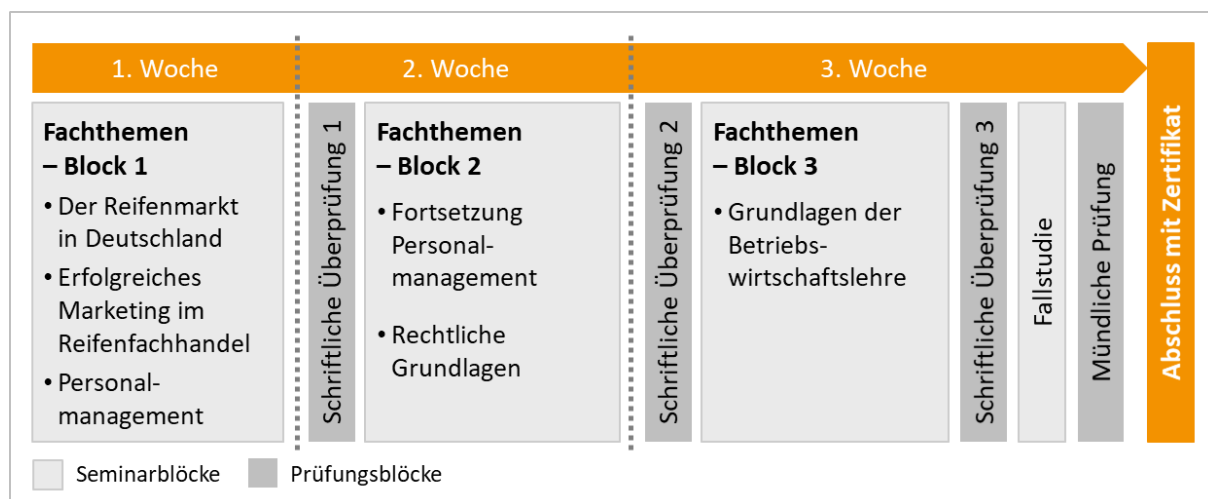 1. Woche
2. Woche
3. Woche
Fachthemen
– Block 1
• Der Reifenmarkt
in Deutschland
• Erfolgreiches
Marketing im
Reifenfachhandel
• Personal-
management
Schriftliche Überprüfung 1
Fachthemen
– Block 2
• Fortsetzung
Personal-
management
• Rechtliche
Grundlagen
Schriftliche Überprüfung 2
Fachthemen
– Block 3
• Grundlagen der
Betriebs-
wirtschaftslehre
Schriftliche Überprüfung 3
Fallstudie
Mündliche Prüfung
Abschluss mit Zertifikat
Seminarblöcke
Prüfungsblöcke